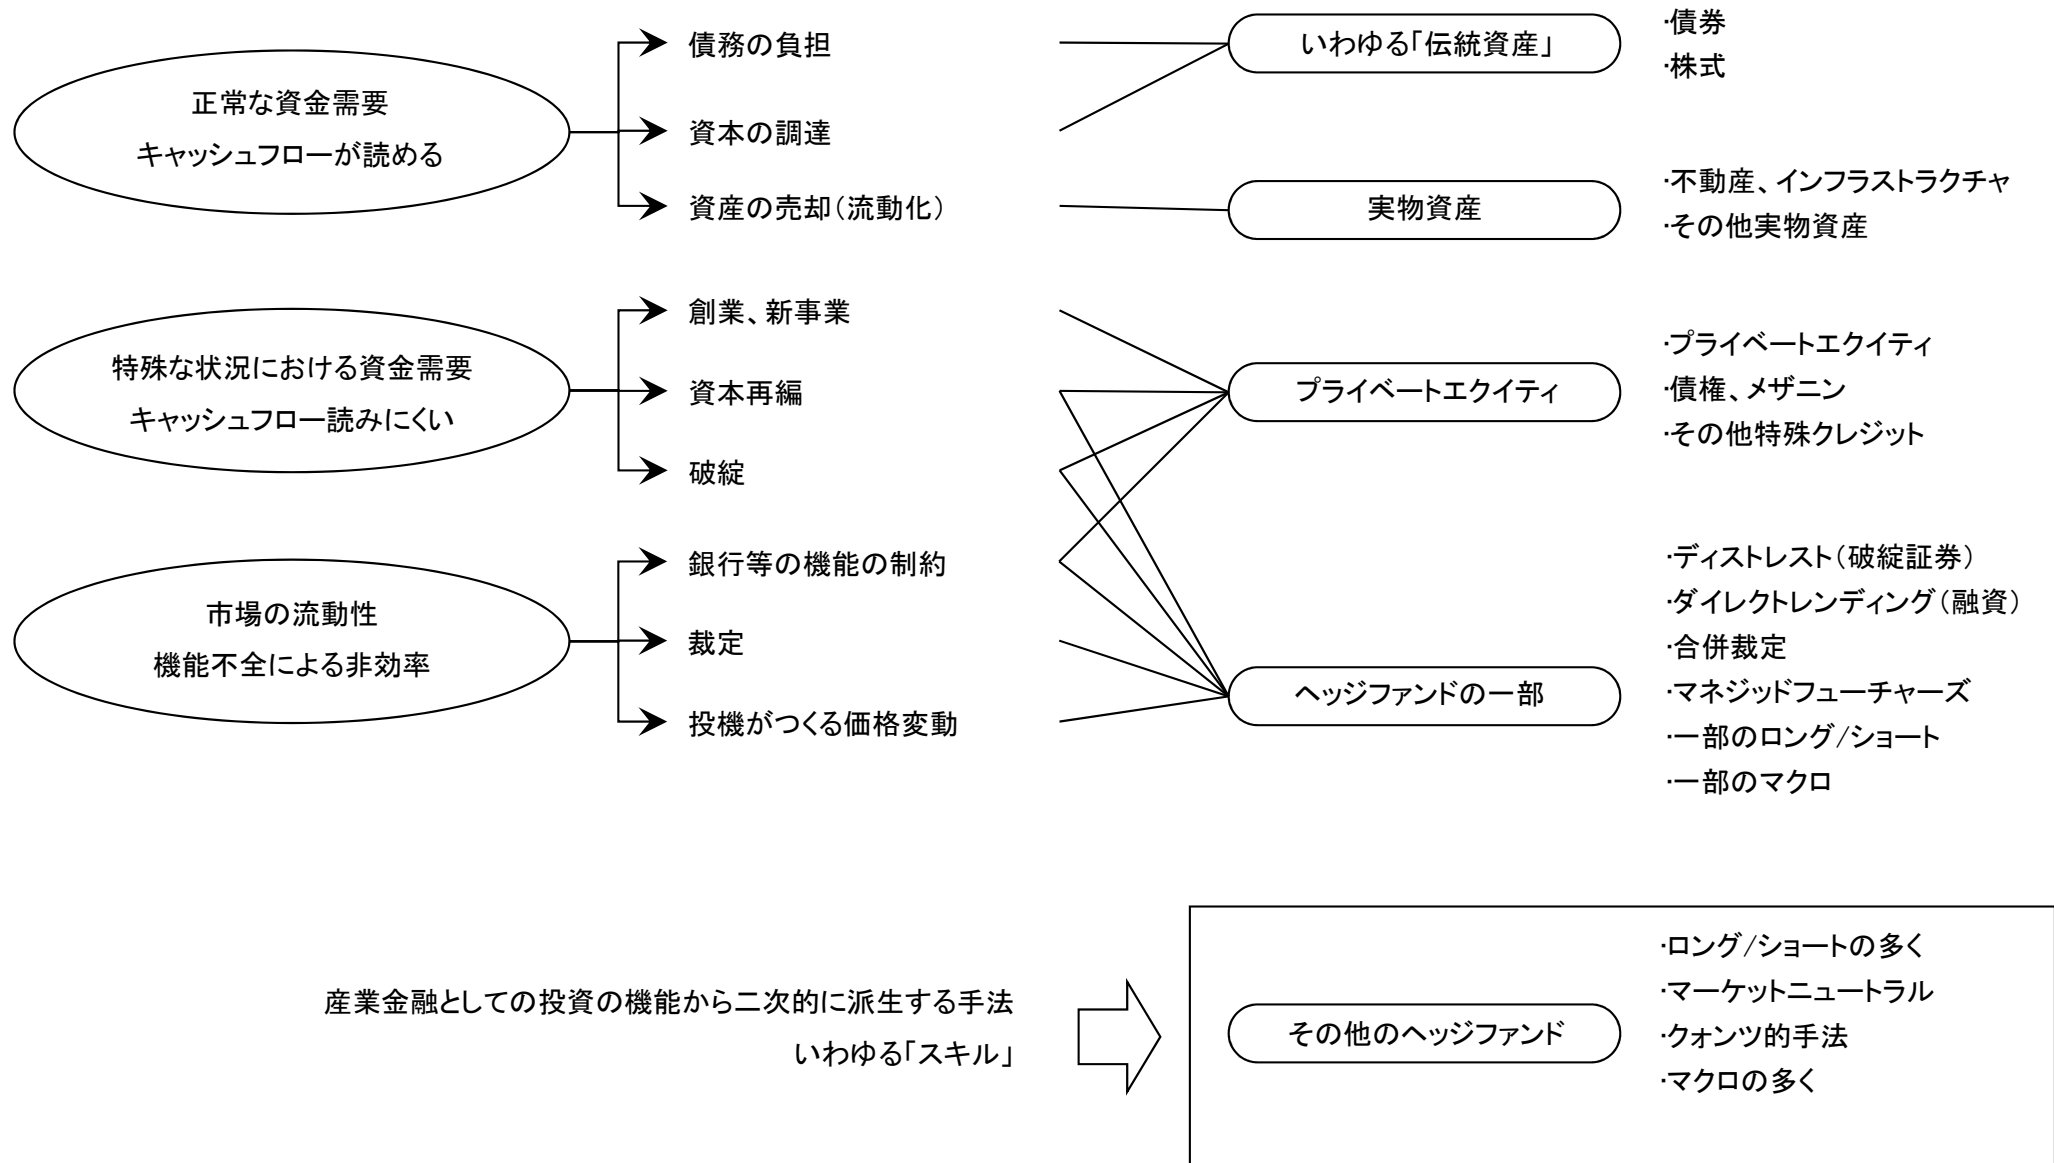 正常な資金需要
キャッシュフローが読める
債務の負担
資本の調達
資産の売却（流動化）
いわゆる「伝統資産」
・債券
・株式
実物資産
・不動産、インフラストラクチャ
・その他実物資産
特殊な状況における資金需要
キャッシュフロー読みにくい
創業、新事業
資本再編
破綻
プライベートエクイティ
・プライベートエクイティ
・債権、メザニン
・その他特殊クレジット
市場の流動性
機能不全による非効率
銀行等の機能の制約
裁定
投機がつくる価格変動
ヘッジファンドの一部
・ディストレスト（破綻証券）
・ダイレクトレンディング（融資）
・合併裁定
・マネジッドフューチャーズ
・一部のロング/ショート
・一部のマクロ
産業金融としての投資の機能から二次的に派生する手法
いわゆる「スキル」
その他のヘッジファンド
・ロング/ショートの多く
・マーケットニュートラル
・クォンツ的手法
・マクロの多く